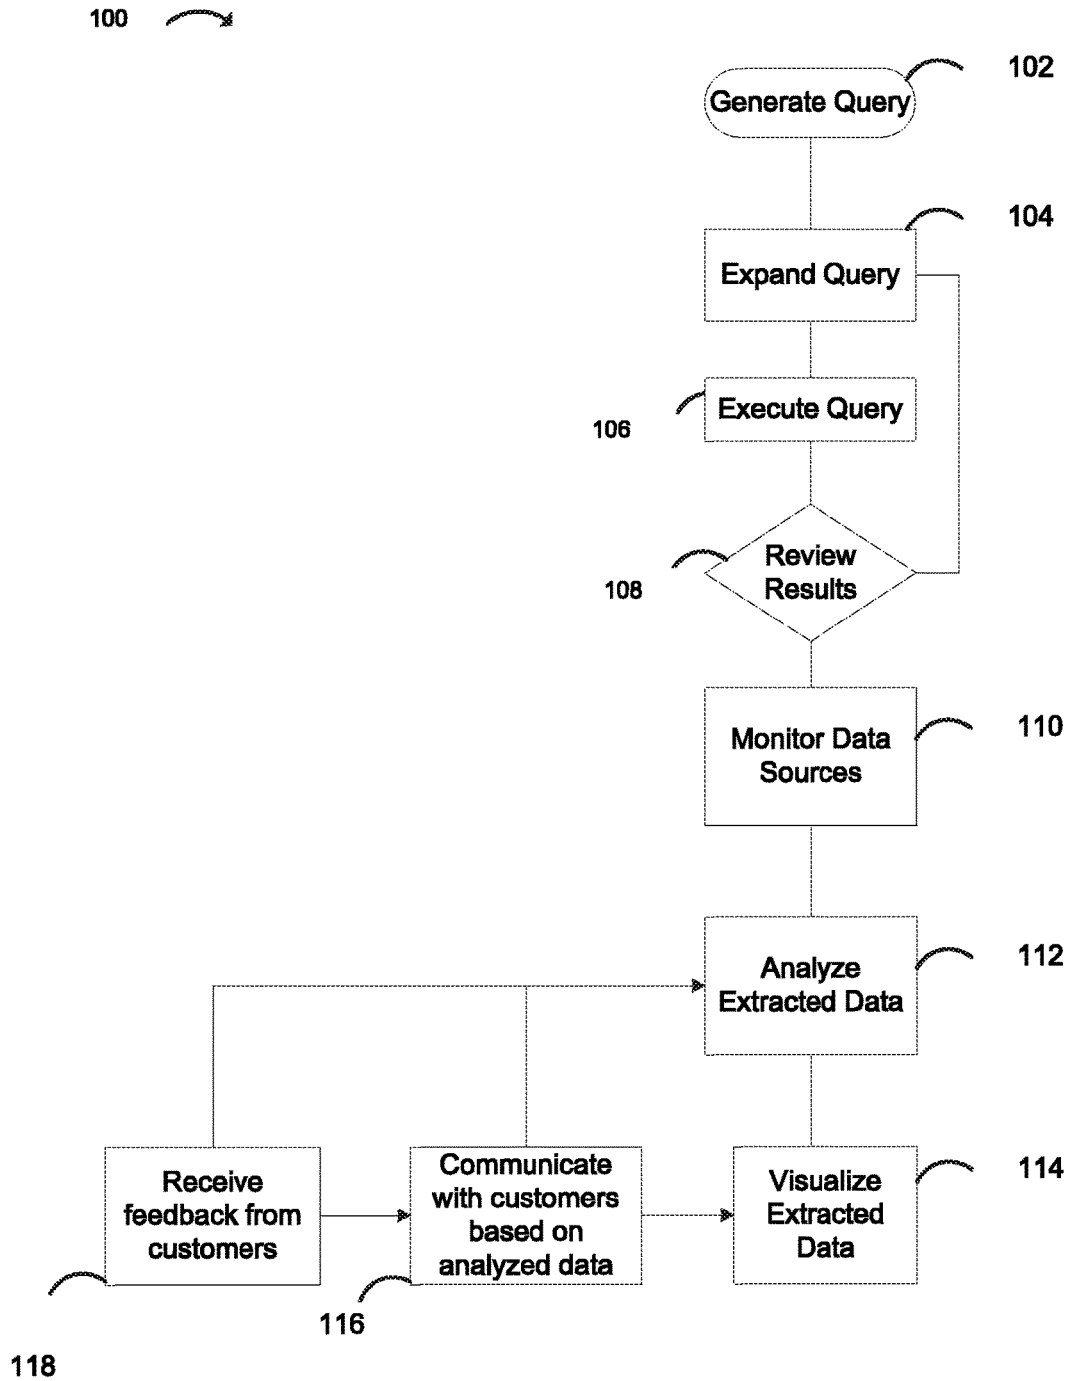 100
102
Generate Query
104
Expand Query
Execute Query
106
Review
Results
108
Monitor Data
Sources
110
Analyze
Extracted Data
112
Receive
feedback from
customers
Communicate
with customers
based on
analyzed data
Visualize
Extracted
Data
114
116
118